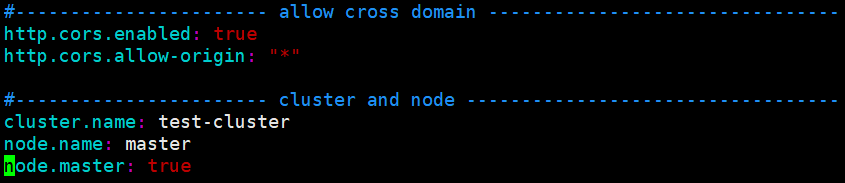 #----------------------- allow cross domain --------------------------------
http.cors.enabled: true
http.cors.allow-origin: "*"
#----------------------- cluster and node ----------------------------------
cluster.name: test-cluster
node.name: master
node.master: true